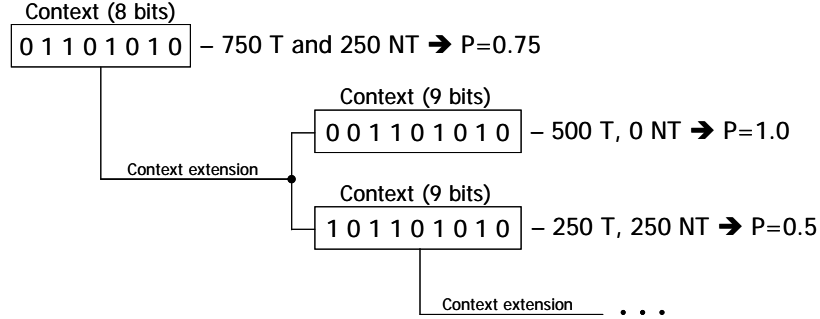 Context (8 bits)
0 1 1 0 1 0 1 0 – 750 T and 250 NT ➔ P=0.75
Context (9 bits)
0 0 1 1 0 1 0 1 0 – 500 T, 0 NT ➔ P=1.0
Context extension
Context (9 bits)
1 0 1 1 0 1 0 1 0 – 250 T, 250 NT ➔ P=0.5
Context extension . . .